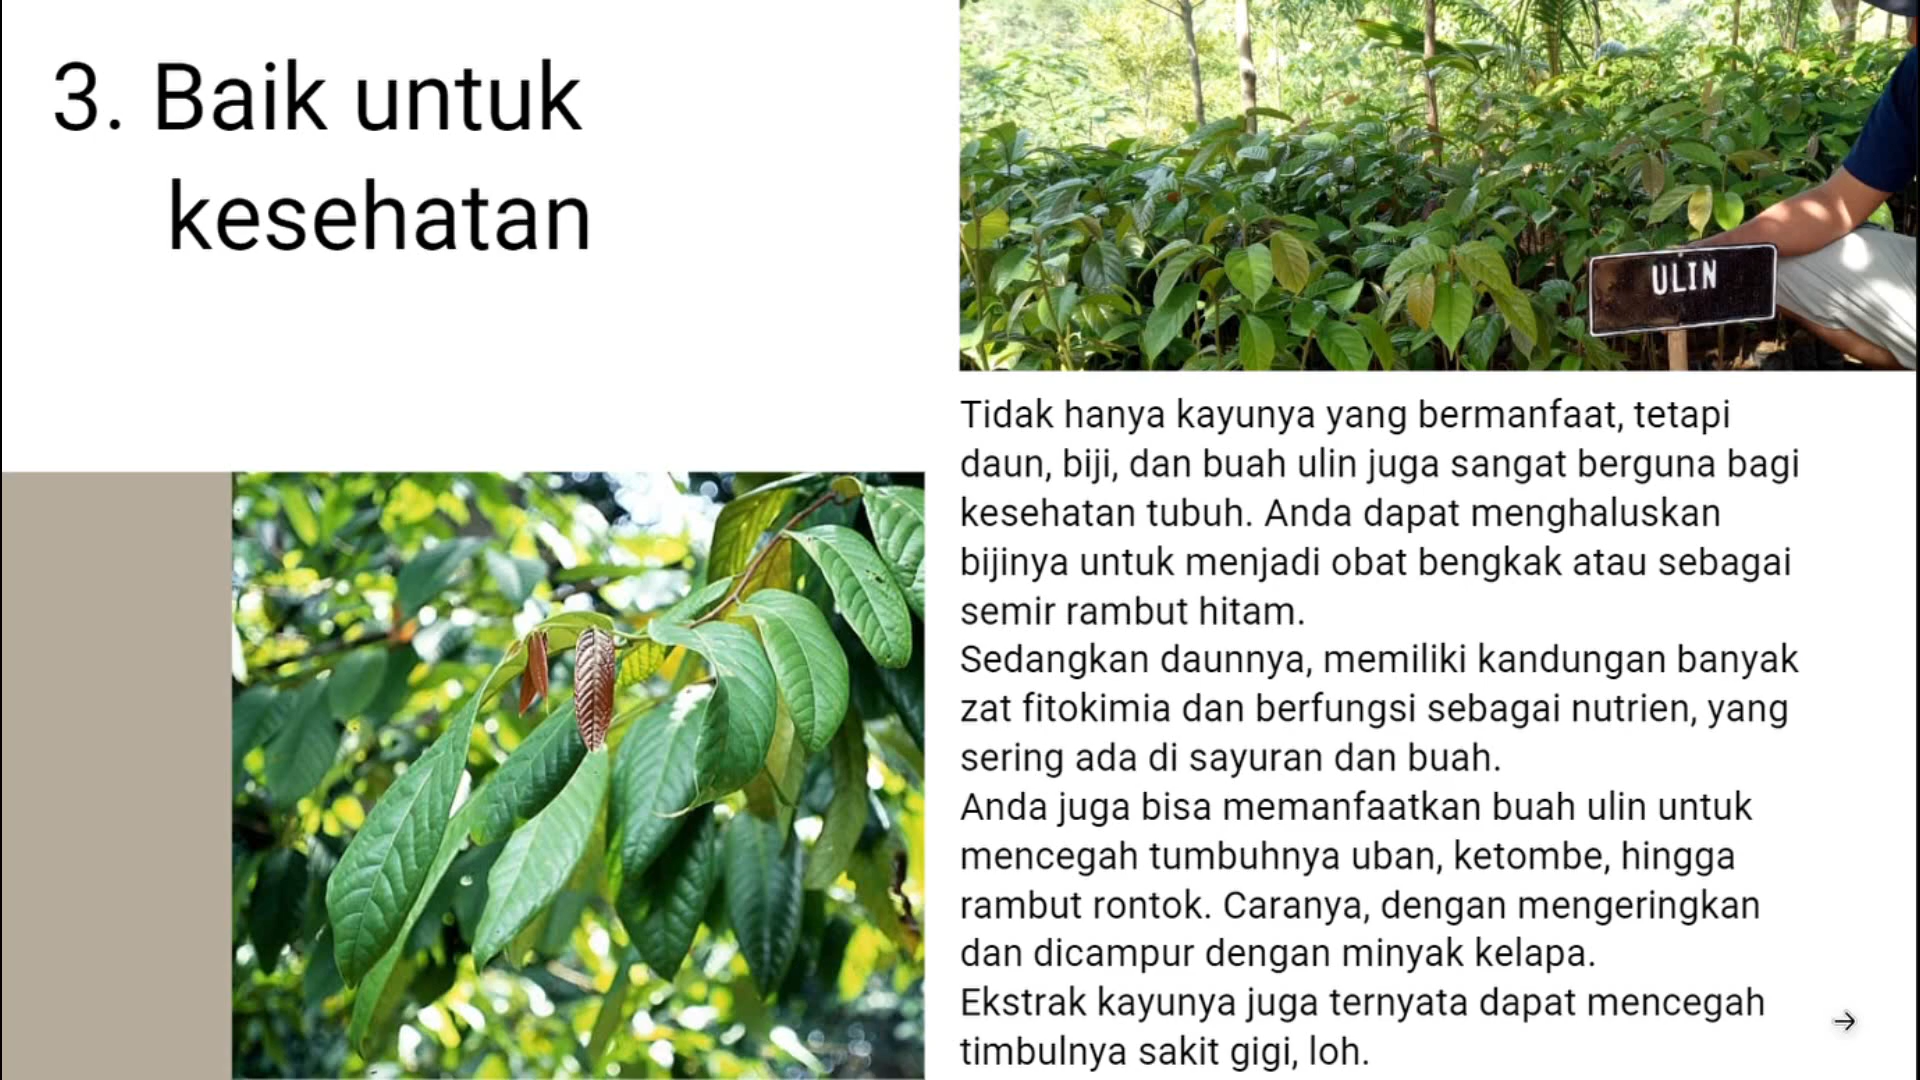 3. Baik untuk
kesehatan
ULIN
Tidak hanya kayunya yang bermanfaat, tetapi
daun, biji, dan buah ulin juga sangat berguna bagi
kesehatan tubuh. Anda dapat menghaluskan
bijinya untuk menjadi obat bengkak atau sebagai
semir rambut hitam.
Sedangkan daunnya, memiliki kandungan banyak
zat fitokimia dan berfungsi sebagai nutrien, yang
sering ada di sayuran dan buah.
Anda juga bisa memanfaatkan buah ulin untuk
mencegah tumbuhnya uban, ketombe, hingga
rambut rontok. Caranya, dengan mengeringkan
dan dicampur dengan minyak kelapa.
Ekstrak kayunya juga ternyata dapat mencegah
timbulnya sakit gigi, loh.